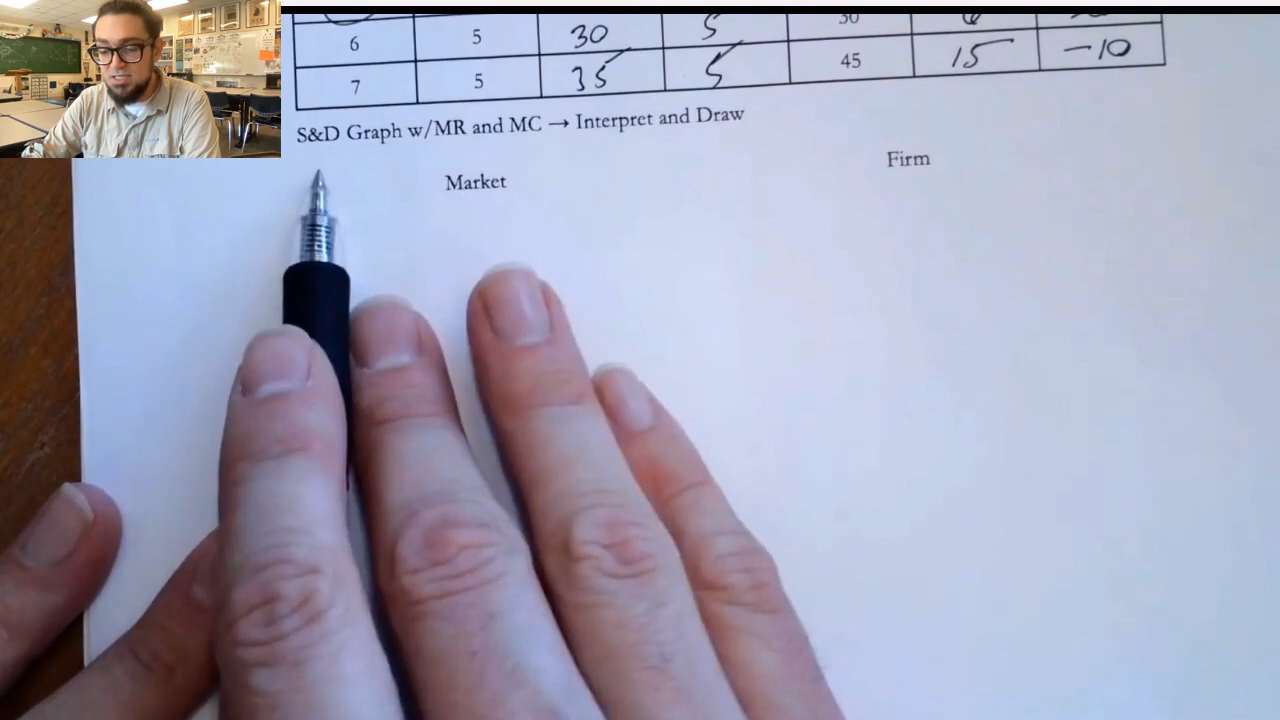 30
6 5 30 5
7 5 35 5 45 15 -10
S&D Graph w/MR and MC → Interpret and Draw
Market
Firm